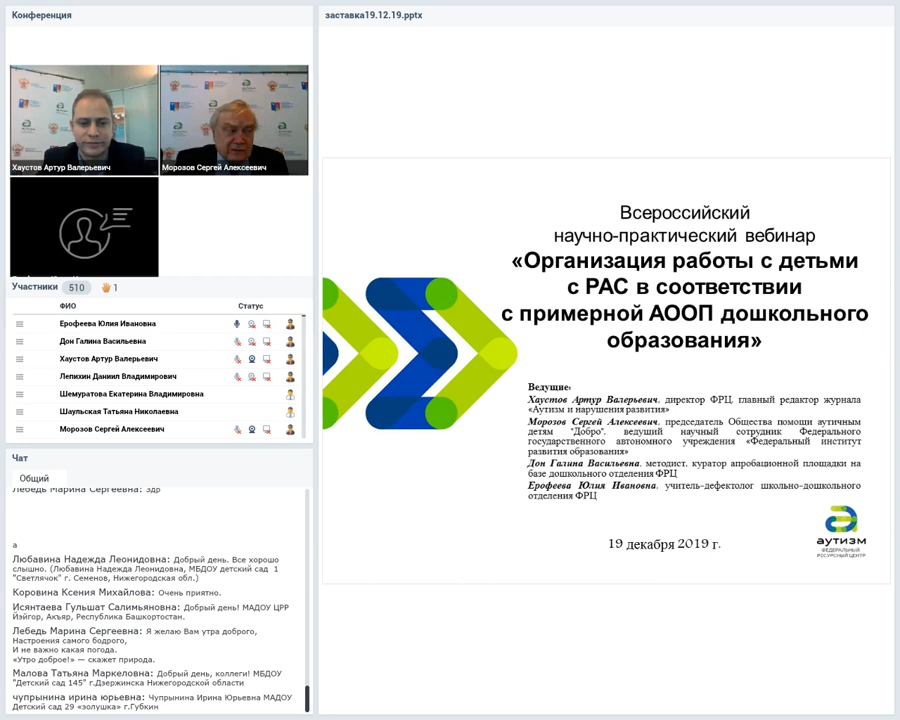 Конференция
Хаустов Артур Валерьевич
Морозов Сергей Алексеевич
Участники 510 1
ФИО Статус
Ерофеева Юлия Ивановна
Дон Галина Васильевна
Хаустов Артур Валерьевич
Лепихин Даниил Владимирович
Шемуратова Екатерина Владимировна
Шаульская Татьяна Николаевна
Морозов Сергей Алексеевич
Чат
Общий
Лебедь Марина Сергеевна: здр
а
Любавина Надежда Леонидовна: Добрый день. Все хорошо
слышно. (Любавина Надежда Леонидовна, МБДОУ детский сад 1
"Светлячок" г. Семенов, Нижегородская обл.)
Коровина Ксения Михайлова: Очень приятно.
Исянтаева Гульшат Салимьяновна: Добрый день! МАДОУ ЦРР
Йэйгор, Акъяр, Республика Башкортостан.
Лебедь Марина Сергеевна: Я желаю Вам утра доброго,
Настроения самого бодрого,
И не важно какая погода.
«Утро доброе!» — скажет природа.
Малова Татьяна Маркеловна: Добрый день, коллеги! МБДОУ
"Детский сад 145" г.Дзержинска Нижегородской области
чупрынина ирина юрьевна: Чупрынина Ирина Юрьевна МАДОУ
Детский сад 29 «золушка» г.Губкин
заставка19.12.19.pptx
Всероссийский
научно-практический вебинар
«Организация работы с детьми
с РАС в соответствии
с примерной АООП дошкольного
образования»
Ведущие:
Хаустов Артур Валерьевич, директор ФРЦ, главный редактор журнала
«Аутизм и нарушения развития»
Морозов Сергей Алексеевич, председатель Общества помощи аутичным
детям "Добро", ведущий научный сотрудник Федерального
государственного автономного учреждения «Федеральный институт
развития образования»
Дон Галина Васильевна, методист, куратор апробационной площадки на
базе дошкольного отделения ФРЦ
Ерофеева Юлия Ивановна, учитель-дефектолог школьно-дошкольного
отделения ФРЦ
19 декабря 2019 г.
аутизм
ФЕДЕРАЛЬНЫЙ
РЕСУРСНЫЙ ЦЕНТР